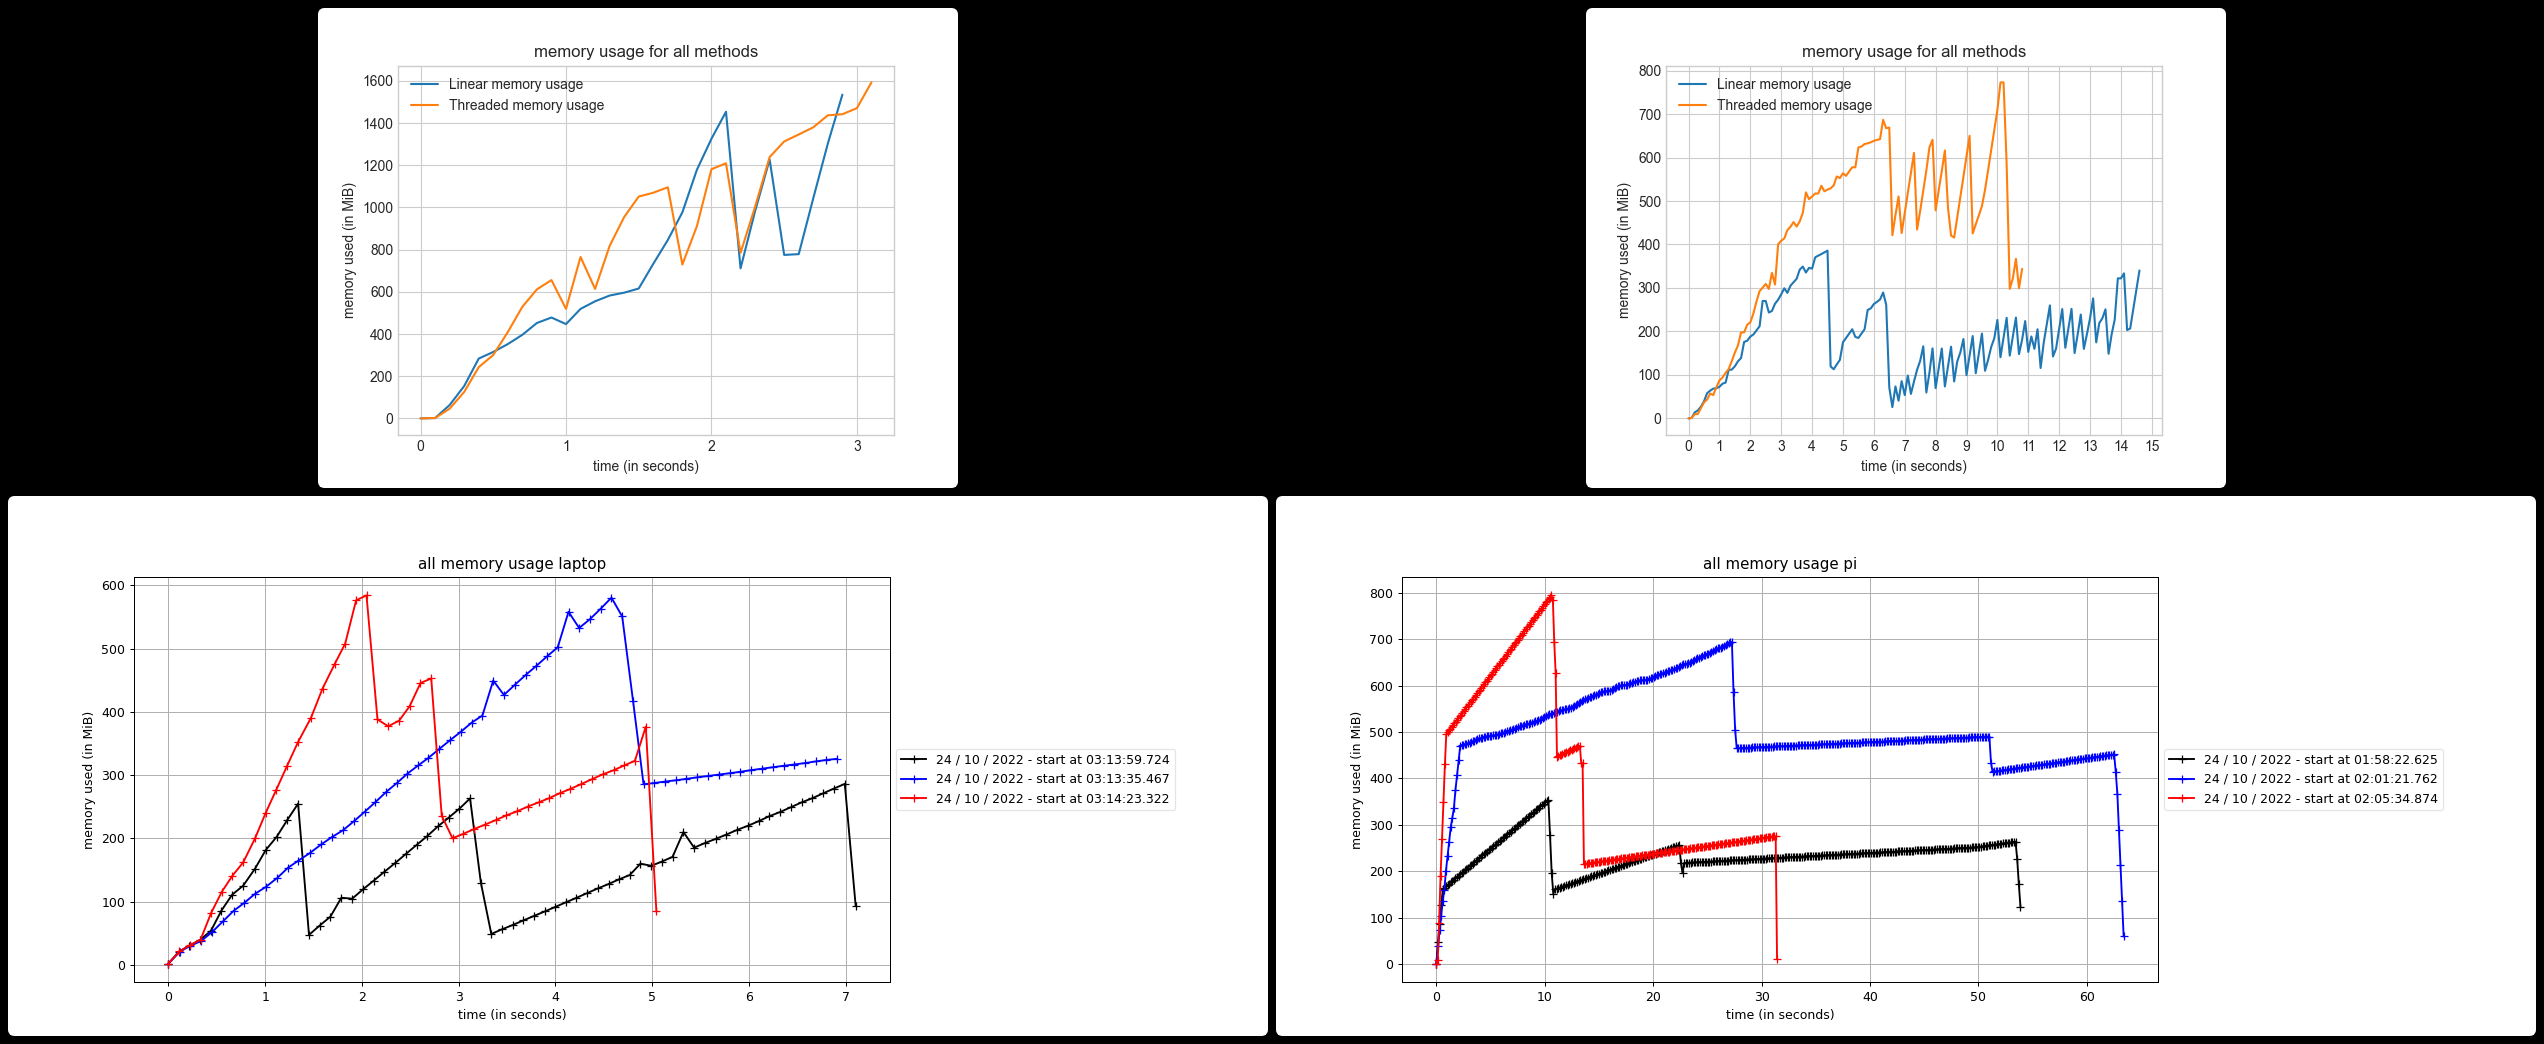 memory usage for all methods
Linear memory usage
Threaded memory usage
1600
1400
1200
1000
800
600
400
200
0
memory used (in MiB)
0 1 2 3
time (in seconds)
memory usage for all methods
Linear memory usage
Threaded memory usage
800
700
600
500
400
300
200
100
0
memory used (in MiB)
0 1 2 3 4 5 6 7 8 9 10 11 12 13 14 15
time (in seconds)
all memory usage laptop
600
500
400
300
200
100
0
memory used (in MiB)
0 1 2 3 4 5 6 7
time (in seconds)
24 / 10 / 2022 - start at 03:13:59.724
24 / 10 / 2022 - start at 03:13:35.467
24 / 10 / 2022 - start at 03:14:23.322
all memory usage pi
800
700
600
500
400
300
200
100
0
memory used (in MiB)
0 10 20 30 40 50 60
time (in seconds)
24 / 10 / 2022 - start at 01:58:22.625
24 / 10 / 2022 - start at 02:01:21.762
24 / 10 / 2022 - start at 02:05:34.874